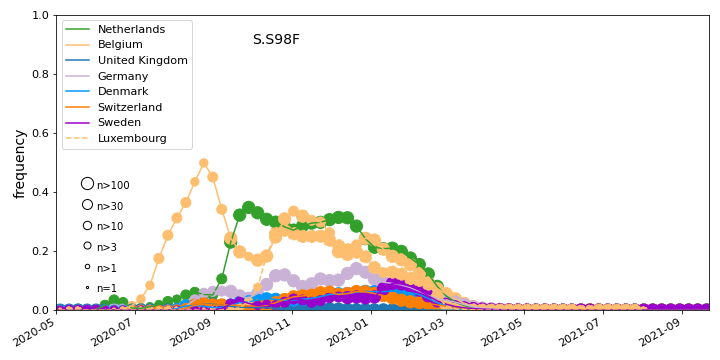 1.0
0.8
0.6
0.4
0.2
0.0
frequency
S.S98F
Netherlands
Belgium
United Kingdom
Germany
Denmark
Switzerland
Sweden
Luxembourg
n>100
n>30
n>10
n>3
n>1
n=1
2020-05
2020-07
2020-09
2020-11
2021-01
2021-03
2021-05
2021-07
2021-09